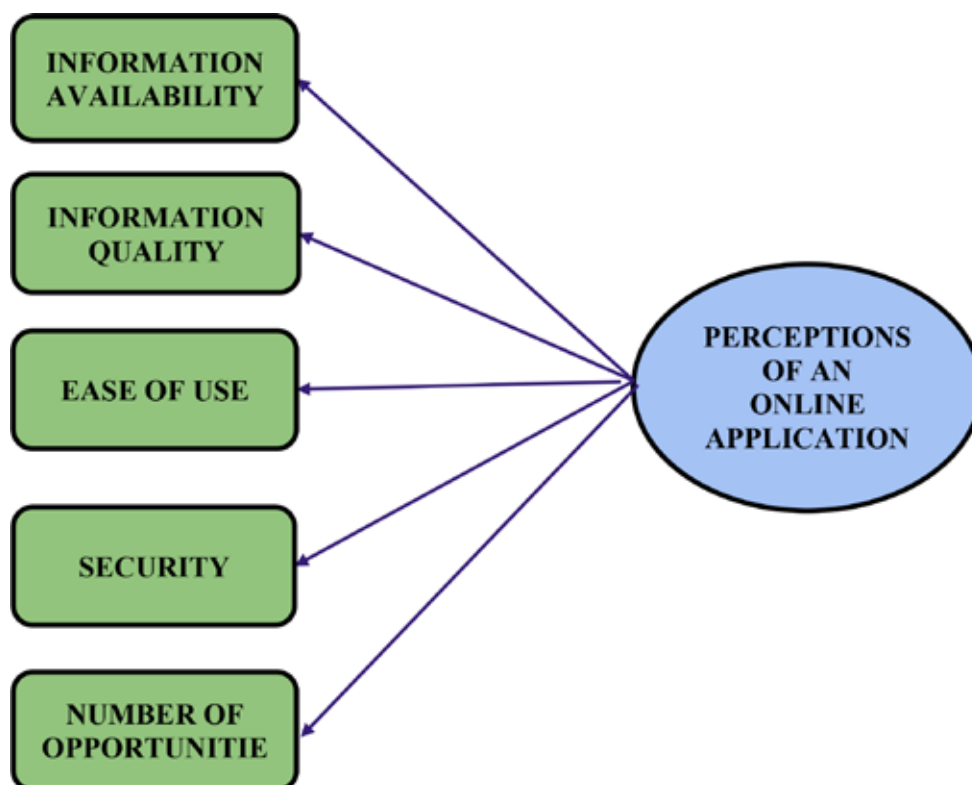 INFORMATION
AVAILABILITY
INFORMATION
QUALITY
EASE OF USE
SECURITY
NUMBER OF
OPPORTUNITIE
PERCEPTIONS
OF AN
ONLINE
APPLICATION